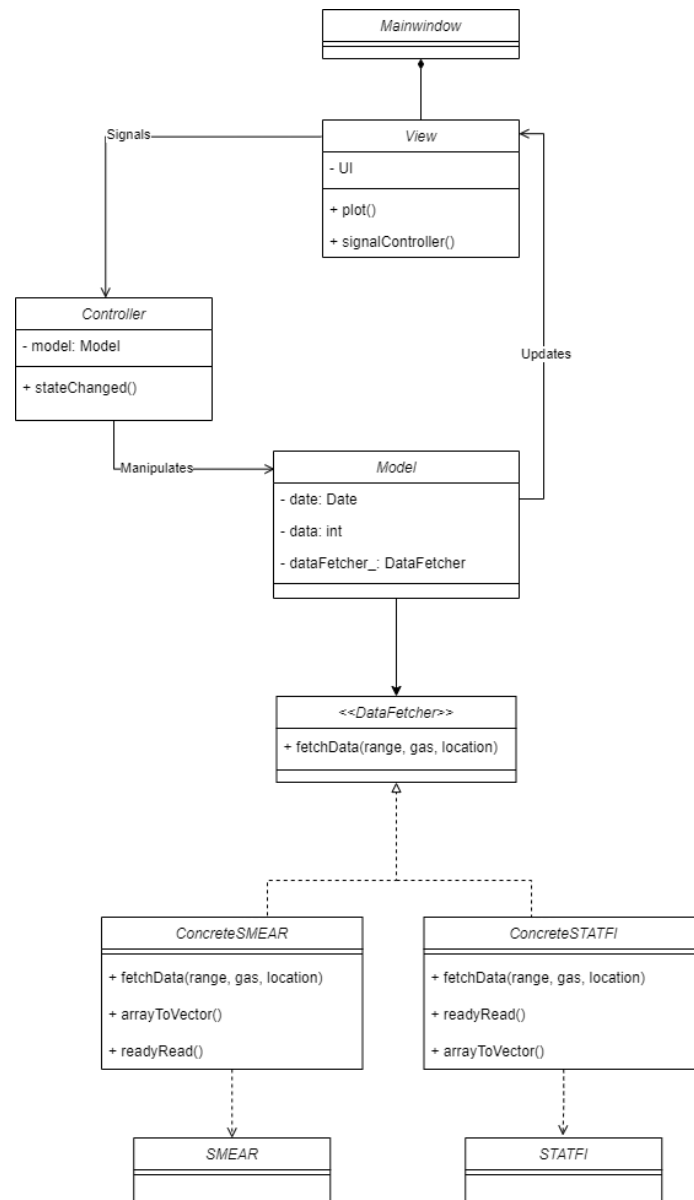 Mainwindow
Signals
View
- UI
+ plot()
+ signalController()
Controller
- model: Model
+ stateChanged()
Updates
Manipulates
Model
- date: Date
- data: int
- dataFetcher_: DataFetcher
<<DataFetcher>>
+ fetchData(range, gas, location)
ConcreteSMEAR
+ fetchData(range, gas, location)
+ arrayToVector()
+ readyRead()
ConcreteSTATFI
+ fetchData(range, gas, location)
+ readyRead()
+ arrayToVector()
SMEAR
STATFI